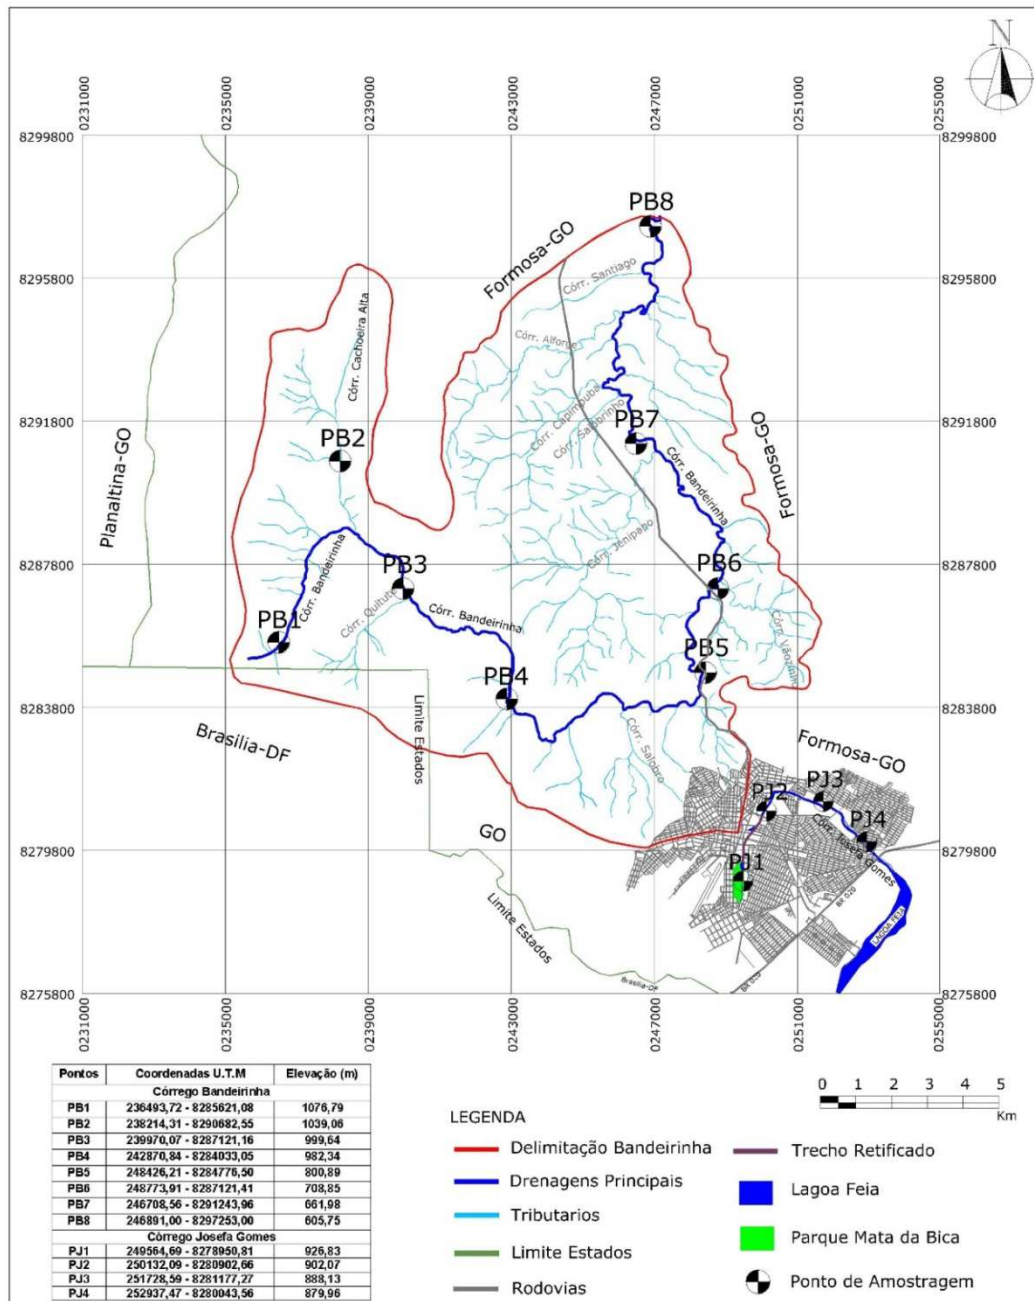 N
0231000
0235000
0239000
0243000
0247000
0251000
0255000
8299800
8299800
PB8
Formosa-GO
8295800
8295800
Córr. Santiago
Córr. Cachoeira Alta
Córr. Alforge
Córr. Capimpuba
Córr. Salobrinho
8291800
8291800
PB2
PB7
Planaltina-GO
Formosa-GO
Córr. Bandeirinha
Córr. Jenipapo
8287800
8287800
Córr. Bandeirinha
PB3
PB6
Córr. Quitute
Córr. Bandeirinha
PB1
PB4
PB5
8283800
8283800
Brasília-DF
Limite Estados
Córr. Salobro
Formosa-GO
PJ2
PJ3
PJ4
GO
Córr. Josefa Gomes
8279800
8279800
PJ1
BR 020
LAGOA FEIA
Limite Estados
Brasília-DF
BR 020
8275800
8275800
0231000
0235000
0239000
0243000
0247000
0251000
0255000
Pontos Coordenadas U.T.M Elevação (m)
Córrego Bandeirinha
PB1 236493,72 - 8285621,08 1076,79
PB2 238214,31 - 8290682,55 1039,06
PB3 239970,07 - 8287121,16 999,64
PB4 242870,84 - 8284033,05 982,34
PB5 248426,21 - 8284776,50 800,89
PB6 248773,91 - 8287121,41 708,85
PB7 246708,56 - 8291243,96 661,98
PB8 246891,00 - 8297253,00 605,75
Córrego Josefa Gomes
PJ1 249564,69 - 8278950,81 926,83
PJ2 250132,09 - 8280902,66 902,07
PJ3 251728,59 - 8281177,27 888,13
PJ4 252937,47 - 8280043,56 879,96
0 1 2 3 4 5
Km
LEGENDA
Delimitação Bandeirinha
Drenagens Principais
Tributarios
Limite Estados
Rodovias
Trecho Retificado
Lagoa Feia
Parque Mata da Bica
Ponto de Amostragem